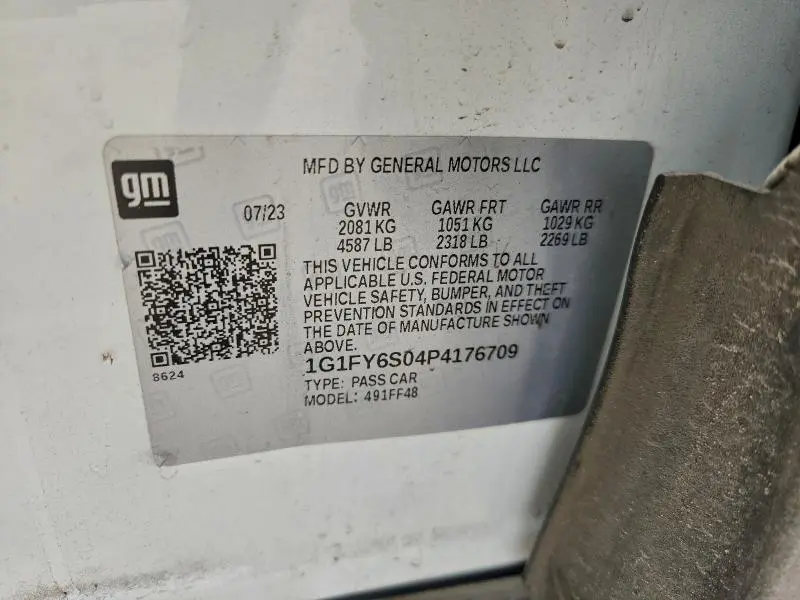 gm
MFD BY GENERAL MOTORS LLC
07/23 GVWR GAWR FRT GAWR RR
2081 KG 1051 KG 1029 KG
4587 LB 2318 LB 2269 LB
THIS VEHICLE CONFORMS TO ALL
APPLICABLE U.S. FEDERAL MOTOR
VEHICLE SAFETY, BUMPER, AND THEFT
PREVENTION STANDARDS IN EFFECT ON
THE DATE OF MANUFACTURE SHOWN
ABOVE.
1G1FY6S04P4176709
TYPE: PASS CAR
MODEL: 491FF48
8624